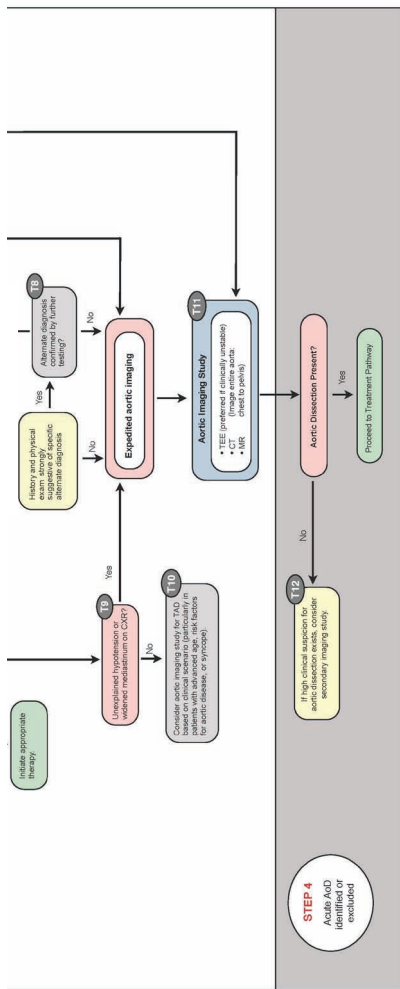 Initiate appropriate
therapy.
History and physical
exam strongly
suggestive of specific
alternate diagnosis
Yes
No
T8
Alternate diagnosis
confirmed by further
testing?
No
T9
Unexplained hypotension or
widened mediastinum on CXR?
Yes
No
Expedited aortic imaging
T10
Consider aortic imaging study for TAD
based on clinical scenario (particularly in
patients with advanced age, risk factors
for aortic disease, or syncope).
T11
Aortic Imaging Study
• TEE (preferred if clinically unstable)
• CT (Image entire aorta:
chest to pelvis)
• MR
STEP 4
Acute AoD
identified or
excluded
T12
If high clinical suspicion for
aortic dissection exists, consider
secondary imaging study.
No
Aortic Dissection Present?
Yes
Proceed to Treatment Pathway